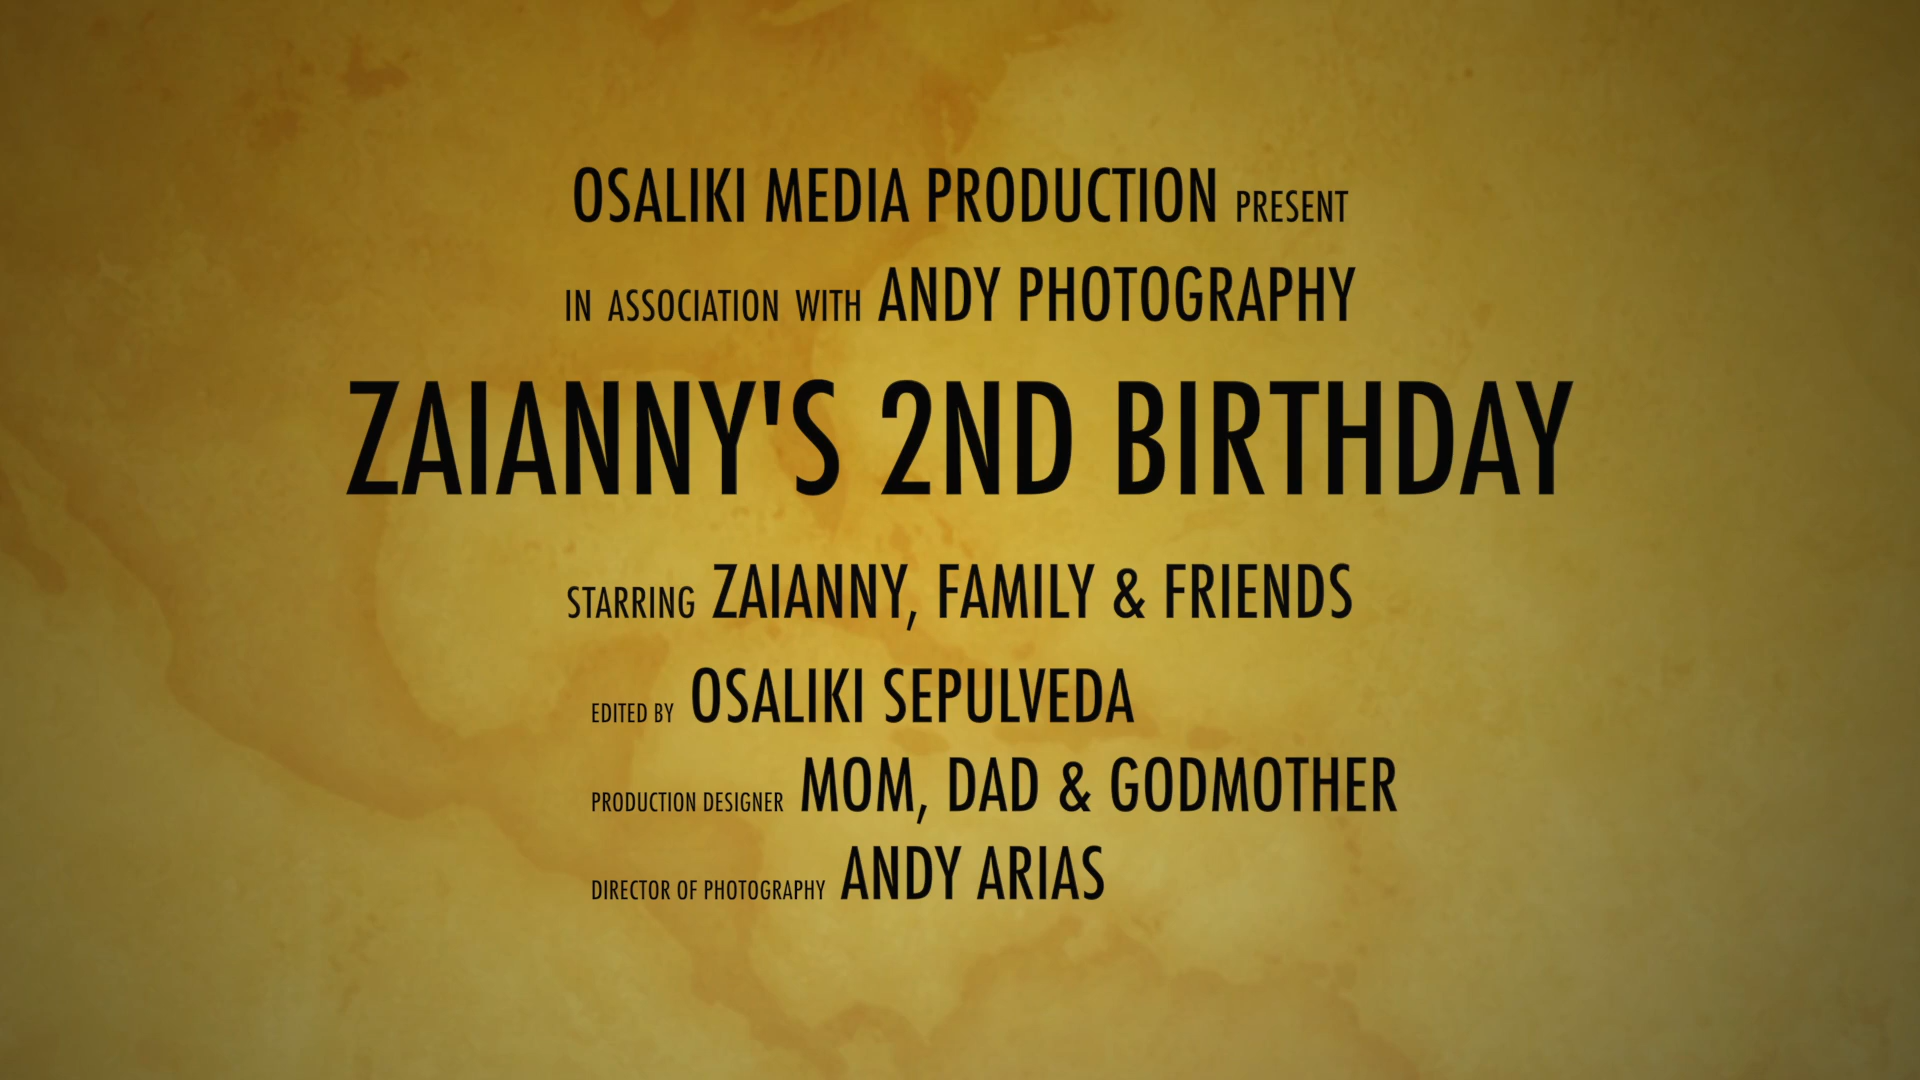 OSALIKI MEDIA PRODUCTION PRESENT
IN ASSOCIATION WITH ANDY PHOTOGRAPHY
ZAIANNY'S 2ND BIRTHDAY
STARRING ZAIANNY, FAMILY & FRIENDS
EDITED BY OSALIKI SEPULVEDA
PRODUCTION DESIGNER MOM, DAD & GODMOTHER
DIRECTOR OF PHOTOGRAPHY ANDY ARIAS